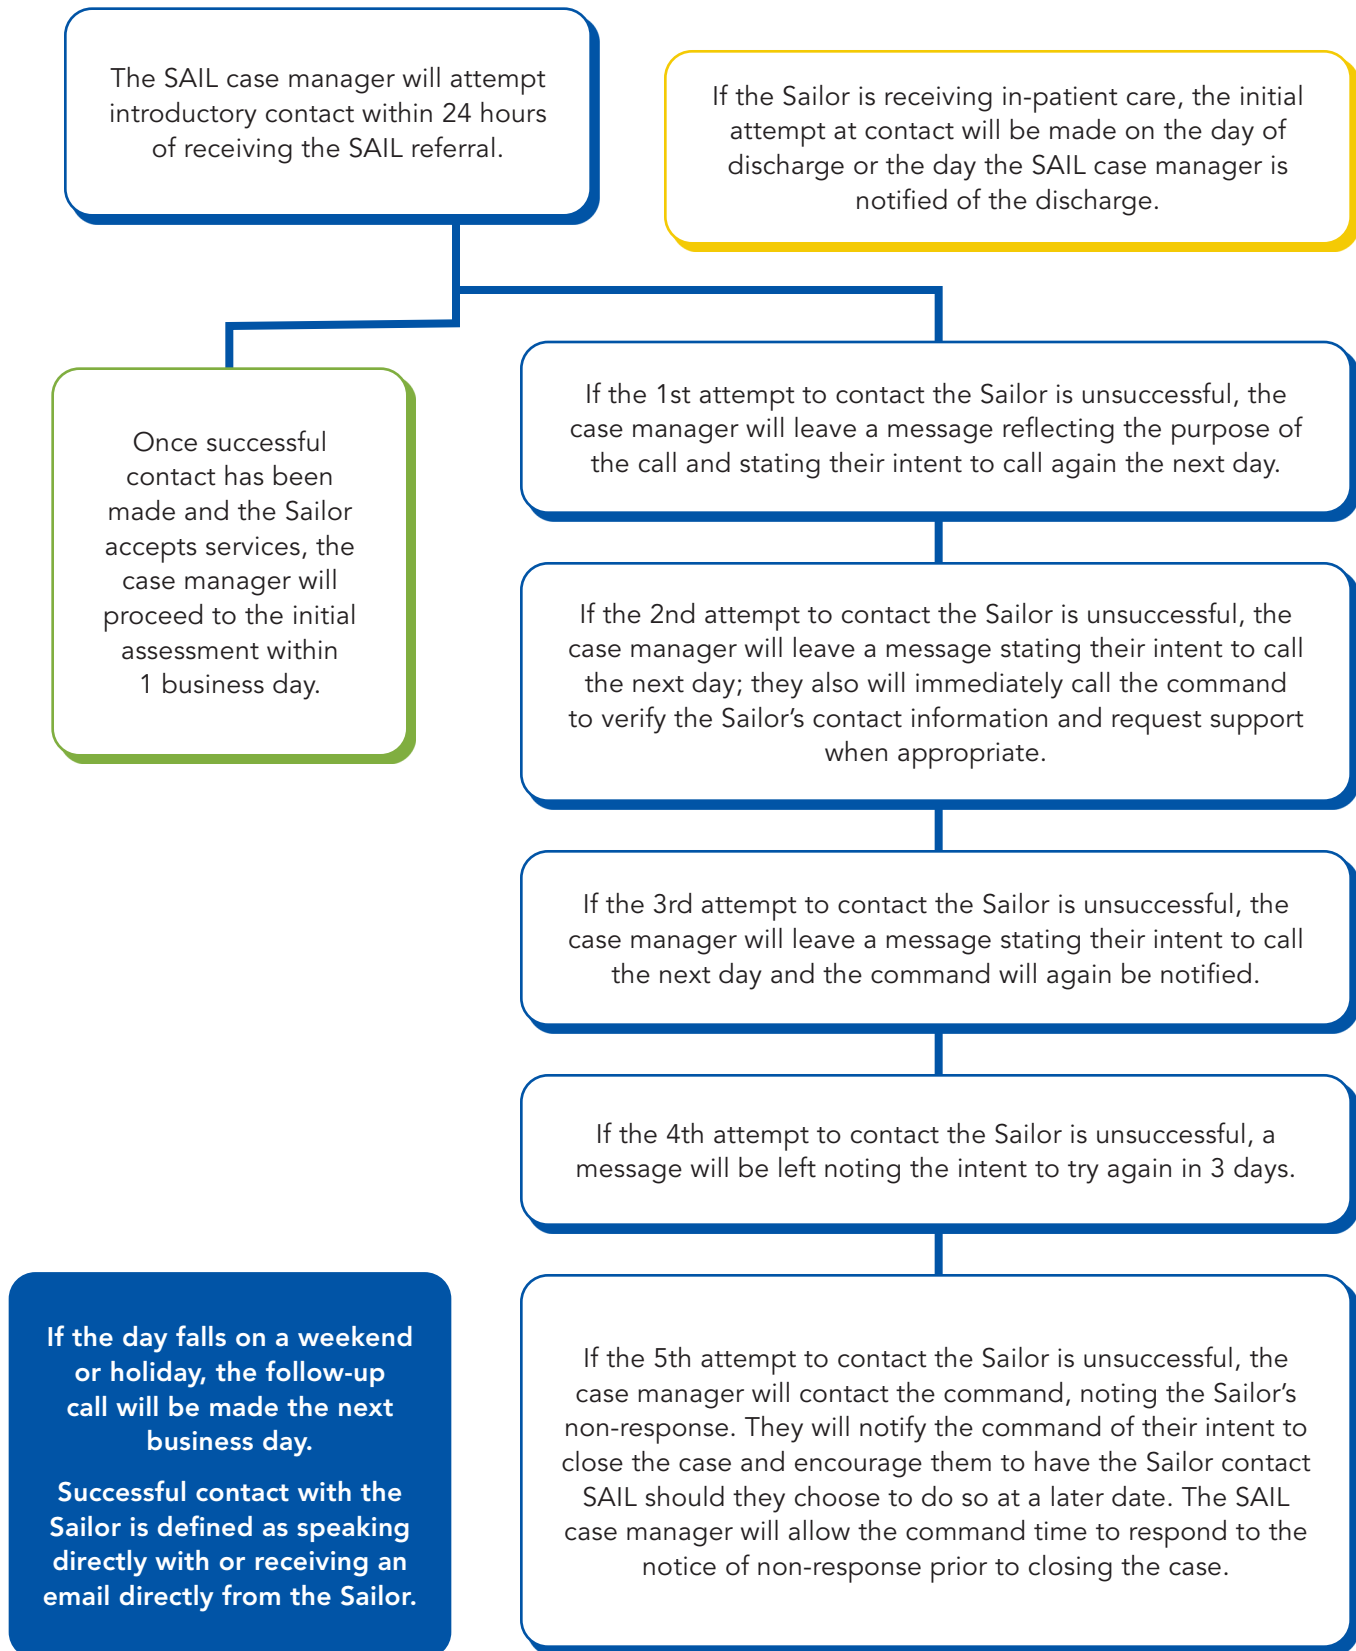 The SAIL case manager will attempt
introductory contact within 24 hours
of receiving the SAIL referral.
If the Sailor is receiving in-patient care, the initial
attempt at contact will be made on the day of
discharge or the day the SAIL case manager is
notified of the discharge.
Once successful
contact has been
made and the Sailor
accepts services, the
case manager will
proceed to the initial
assessment within
1 business day.
If the 1st attempt to contact the Sailor is unsuccessful, the
case manager will leave a message reflecting the purpose of
the call and stating their intent to call again the next day.
If the 2nd attempt to contact the Sailor is unsuccessful, the
case manager will leave a message stating their intent to call
the next day; they also will immediately call the command
to verify the Sailor’s contact information and request support
when appropriate.
If the 3rd attempt to contact the Sailor is unsuccessful, the
case manager will leave a message stating their intent to call
the next day and the command will again be notified.
If the 4th attempt to contact the Sailor is unsuccessful, a
message will be left noting the intent to try again in 3 days.
If the 5th attempt to contact the Sailor is unsuccessful, the
case manager will contact the command, noting the Sailor’s
non-response. They will notify the command of their intent to
close the case and encourage them to have the Sailor contact
SAIL should they choose to do so at a later date. The SAIL
case manager will allow the command time to respond to the
notice of non-response prior to closing the case.
If the day falls on a weekend
or holiday, the follow-up
call will be made the next
business day.
Successful contact with the
Sailor is defined as speaking
directly with or receiving an
email directly from the Sailor.